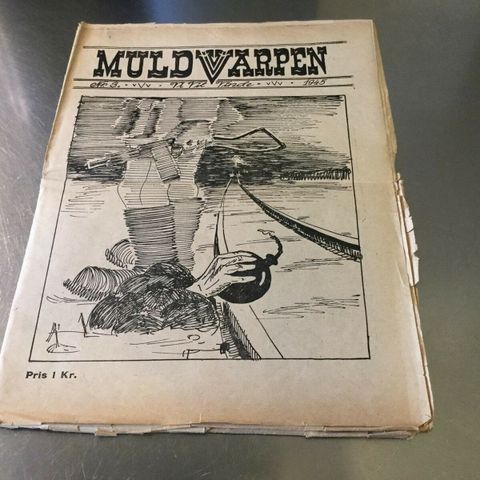 MULDVARPEN
Nr 3. 1945
Pris 1 Kr.